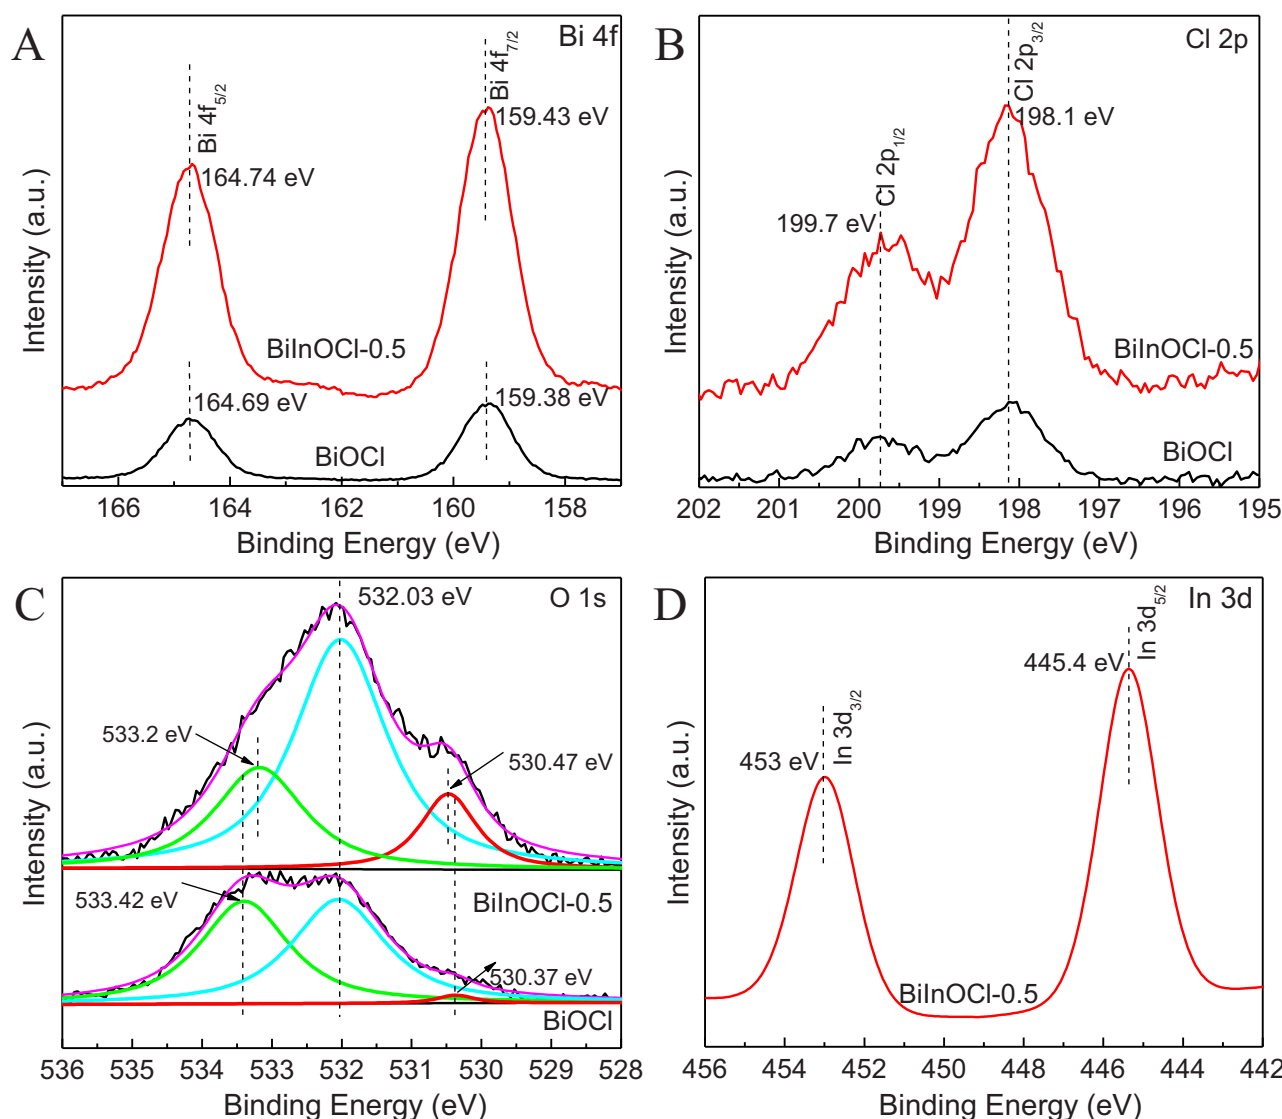 A
Bi 4f
Bi 4f5/2
Bi 4f7/2
159.43 eV
164.74 eV
BiInOCl-0.5
164.69 eV
159.38 eV
BiOCl
Intensity (a.u.)
166 164 162 160 158
Binding Energy (eV)
B
Cl 2p
Cl 2p3/2
198.1 eV
Cl 2p1/2
199.7 eV
BiInOCl-0.5
BiOCl
Intensity (a.u.)
202 201 200 199 198 197 196 195
Binding Energy (eV)
C
O 1s
532.03 eV
533.2 eV
530.47 eV
BiInOCl-0.5
533.42 eV
530.37 eV
BiOCl
Intensity (a.u.)
536 535 534 533 532 531 530 529 528
Binding Energy (eV)
D
In 3d
In 3d5/2
445.4 eV
In 3d3/2
453 eV
BiInOCl-0.5
Intensity (a.u.)
456 454 452 450 448 446 444 442
Binding Energy (eV)